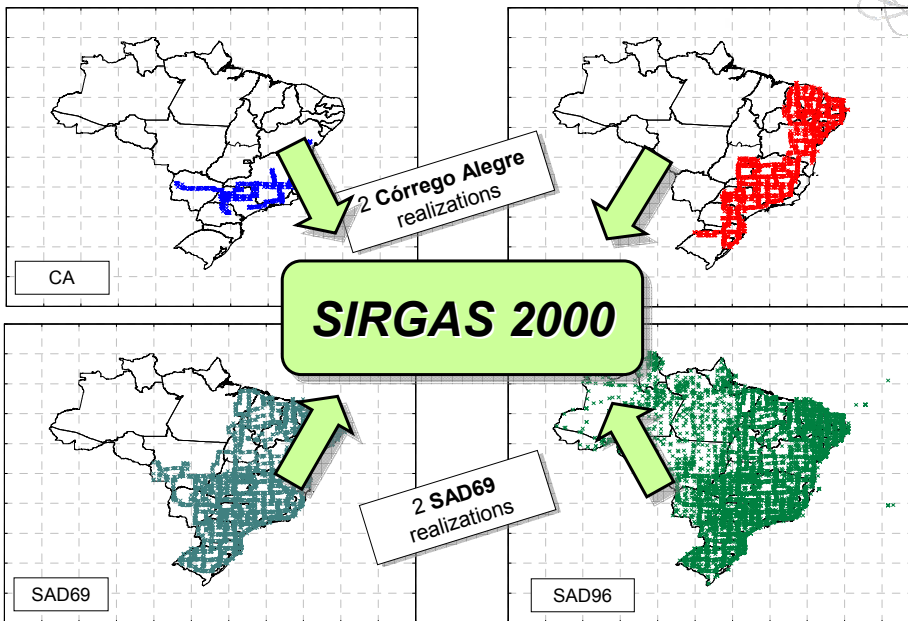 2 Córrego Alegre
realizations
CA
SIRGAS 2000
2 SAD69
realizations
SAD69
SAD96